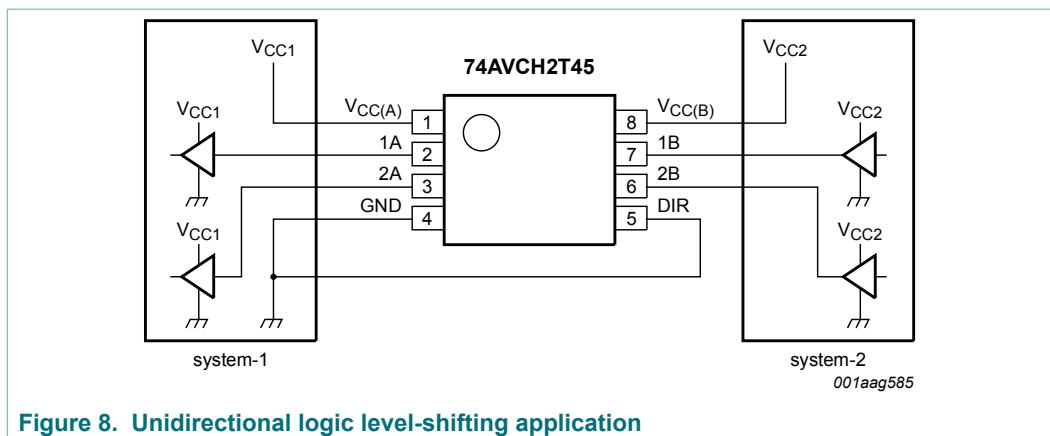 VCC1
74AVCH2T45
VCC2
VCC1
VCC(A)
1
8
VCC(B)
VCC2
1A
2
7
1B
2A
3
6
2B
GND
4
5
DIR
VCC1
VCC2
system-1
system-2
001aag585
Figure 8. Unidirectional logic level-shifting application